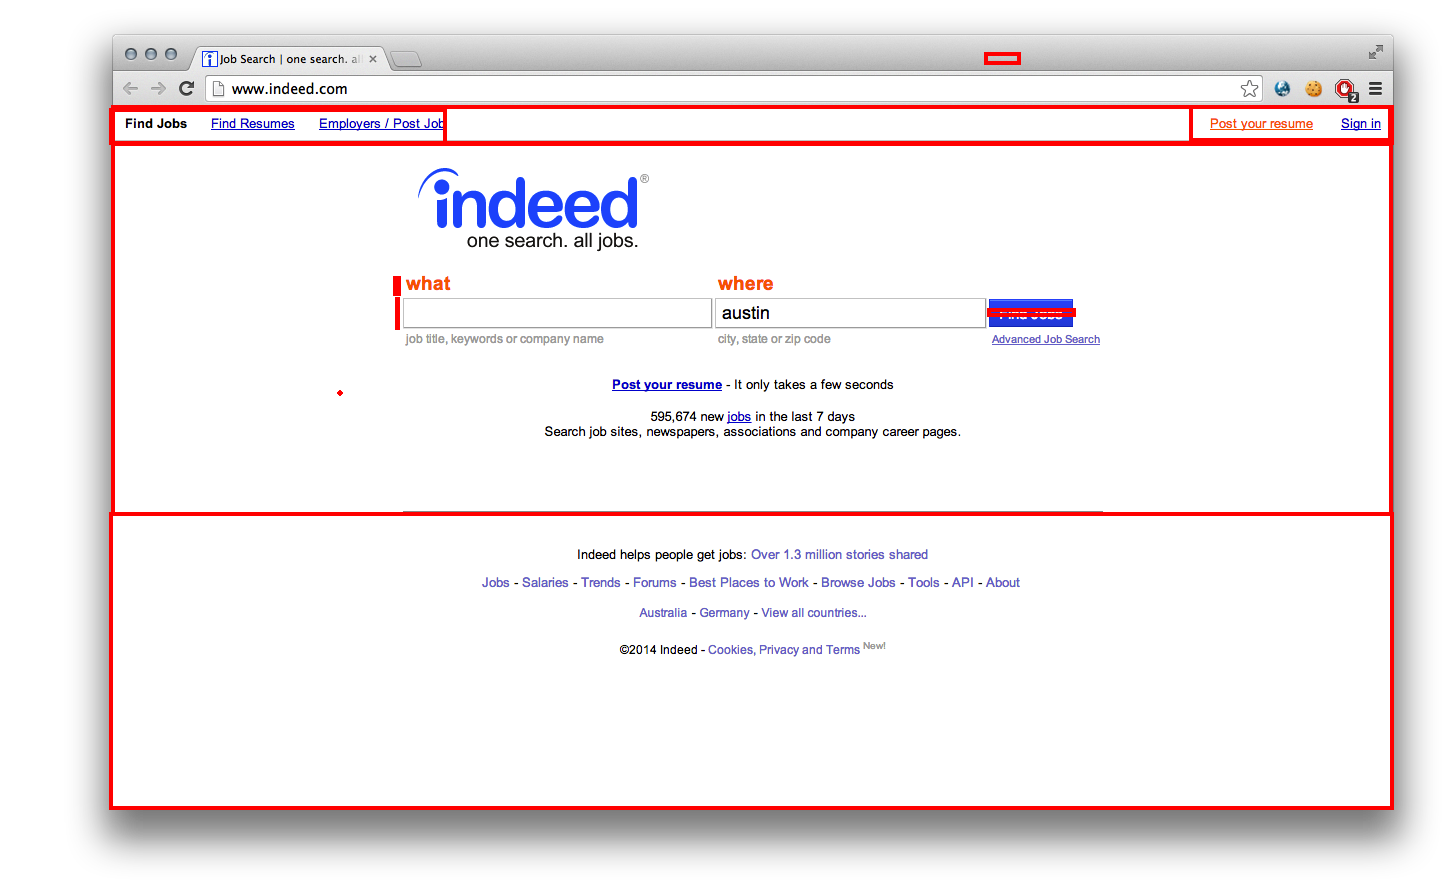 Job Search | one search. al
www.indeed.com
2
Find Jobs Find Resumes Employers / Post Job
Post your resume Sign in
indeed®
one search. all jobs.
what where
austin Find Jobs
job title, keywords or company name city, state or zip code Advanced Job Search
Post your resume - It only takes a few seconds
595,674 new jobs in the last 7 days
Search job sites, newspapers, associations and company career pages.
Indeed helps people get jobs: Over 1.3 million stories shared
Jobs - Salaries - Trends - Forums - Best Places to Work - Browse Jobs - Tools - API - About
Australia - Germany - View all countries...
©2014 Indeed - Cookies, Privacy and Terms New!